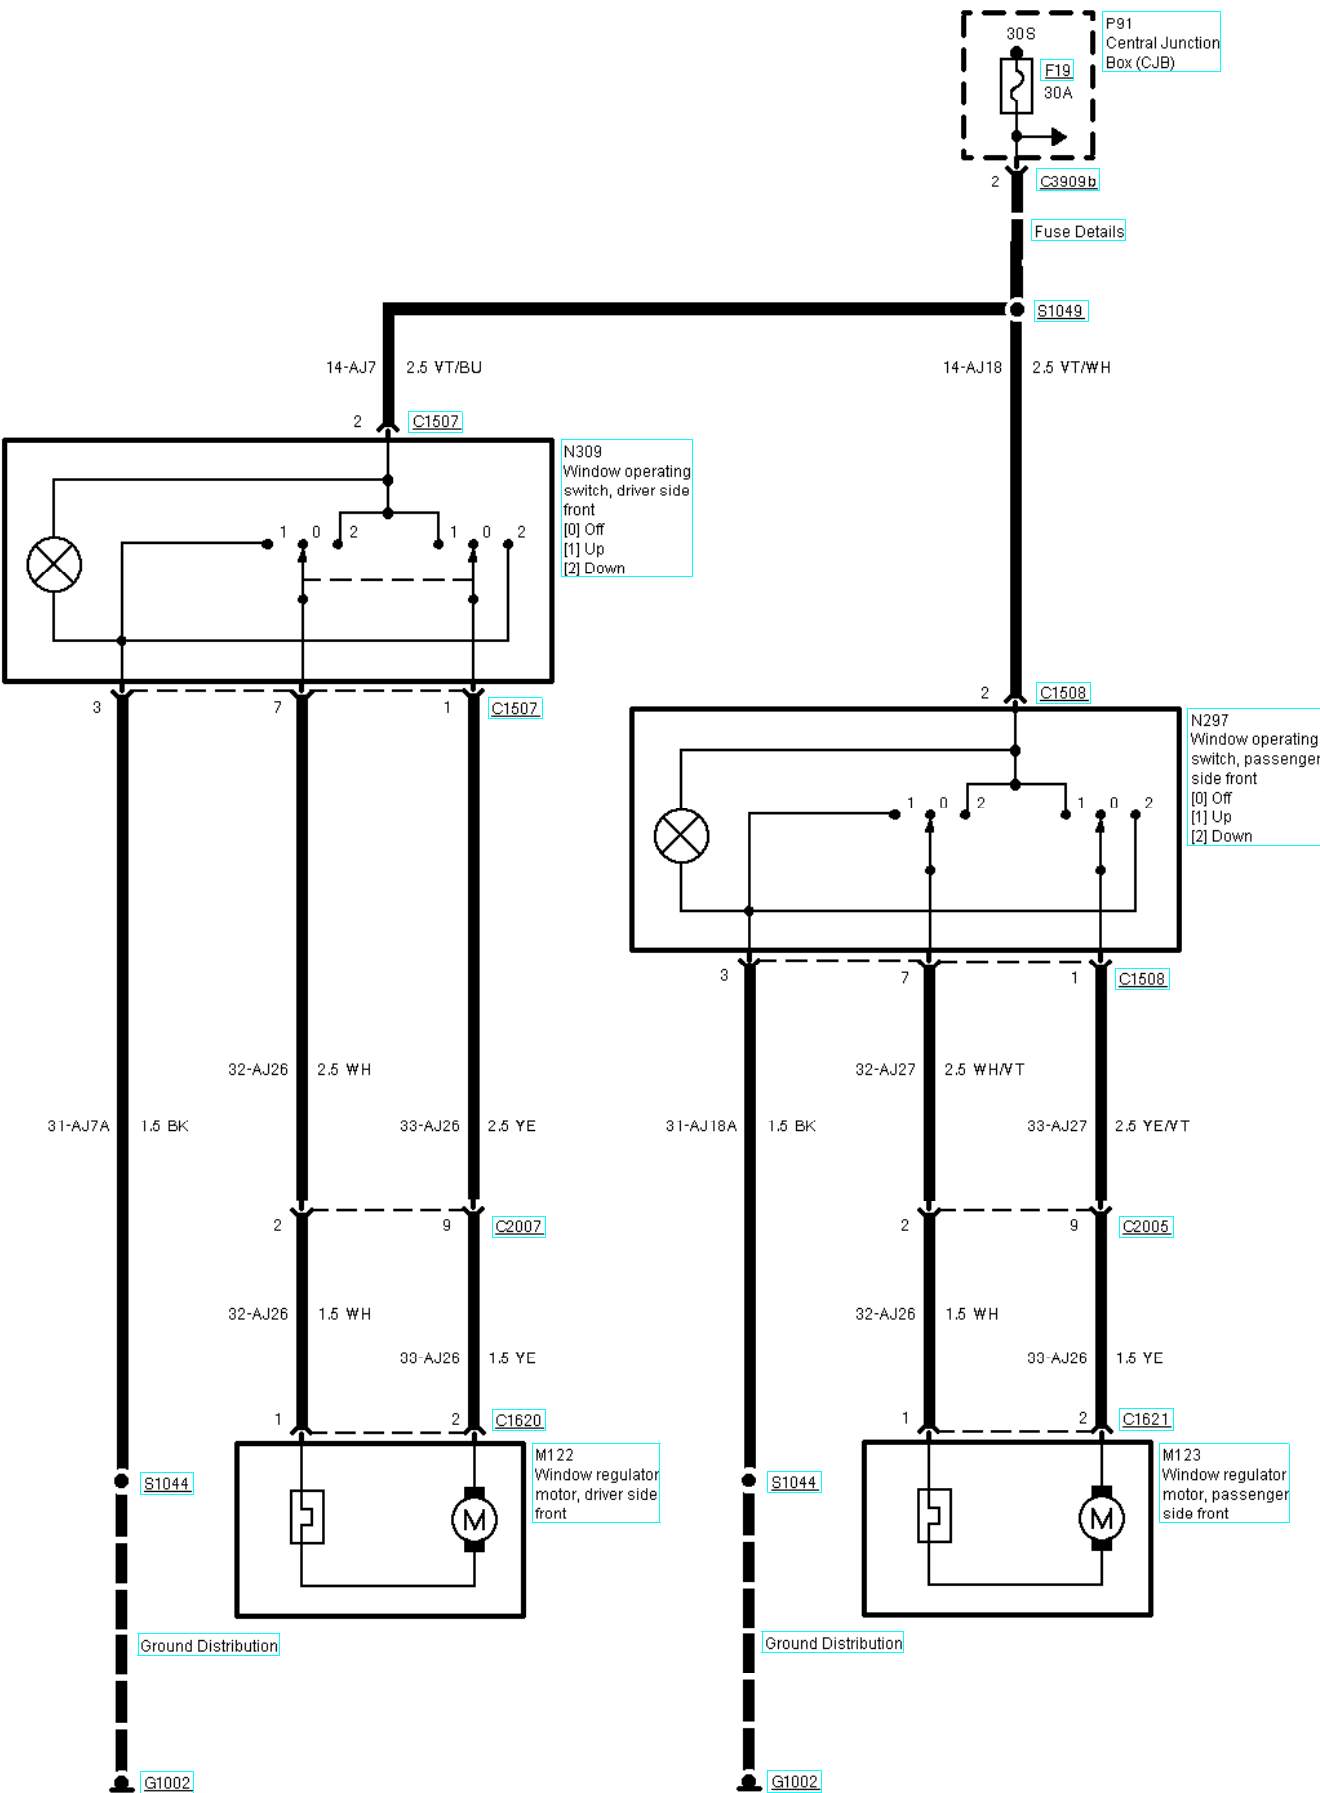 30S
F19
30A
P91
Central Junction
Box (CJB)
2
C3909b
Fuse Details
S1049
14-AJ7
2.5 VT/BU
14-AJ18
2.5 VT/WH
2
C1507
N309
Window operating
switch, driver side
front
[0] Off
[1] Up
[2] Down
1 0 2 1 0 2
3
7
1
C1507
2
C1508
N297
Window operating
switch, passenger
side front
[0] Off
[1] Up
[2] Down
1 0 2 1 0 2
3
7
1
C1508
32-AJ26
2.5 WH
32-AJ27
2.5 WH/VT
31-AJ7A
1.5 BK
33-AJ26
2.5 YE
31-AJ18A
1.5 BK
33-AJ27
2.5 YE/VT
2
9
C2007
2
9
C2005
32-AJ26
1.5 WH
32-AJ26
1.5 WH
33-AJ26
1.5 YE
33-AJ26
1.5 YE
1
2
C1620
1
2
C1621
M122
Window regulator
motor, driver side
front
M123
Window regulator
motor, passenger
side front
S1044
M
S1044
M
Ground Distribution
Ground Distribution
G1002
G1002